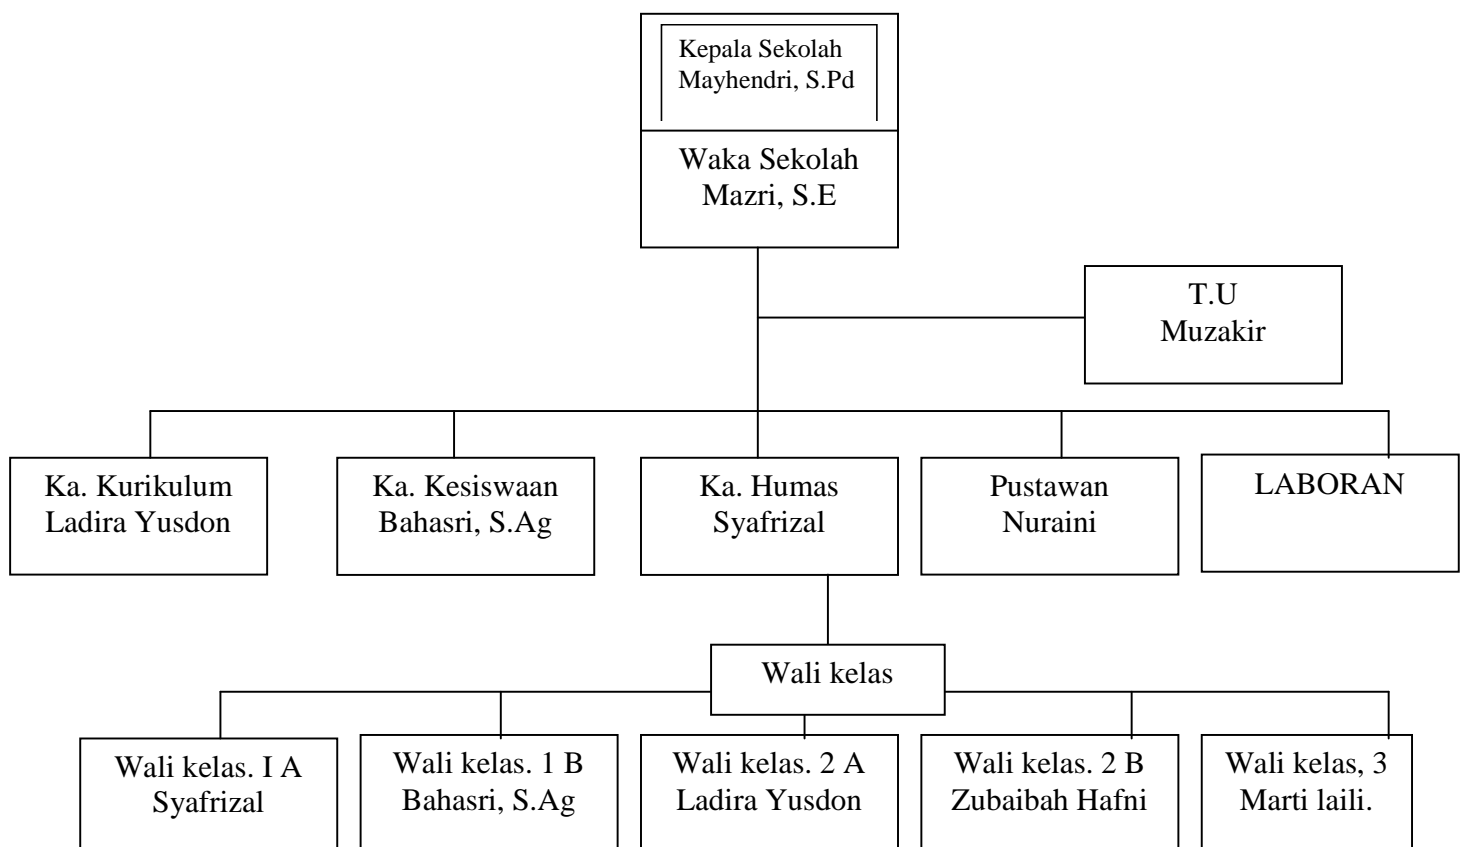 Kepala Sekolah
Mayhendri, S.Pd
Waka Sekolah
Mazri, S.E
T.U
Muzakir
Ka. Kurikulum
Ladira Yusdon
Ka. Kesiswaan
Bahasri, S.Ag
Ka. Humas
Syafrizal
Pustawan
Nuraini
LABORAN
Wali kelas
Wali kelas. I A
Syafrizal
Wali kelas. 1 B
Bahasri, S.Ag
Wali kelas. 2 A
Ladira Yusdon
Wali kelas. 2 B
Zubaibah Hafni
Wali kelas, 3
Marti laili.